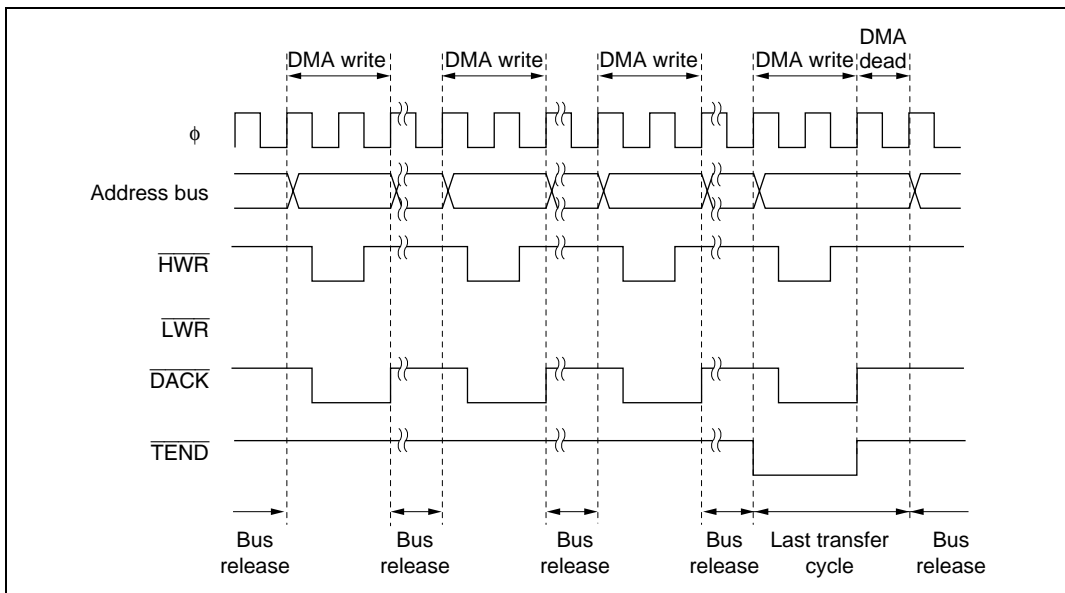 DMA
DMA write DMA write DMA write DMA write dead
ϕ
Address bus
HWR
LWR
DACK
TEND
Bus release
Bus release
Bus release
Bus release
Last transfer cycle
Bus release